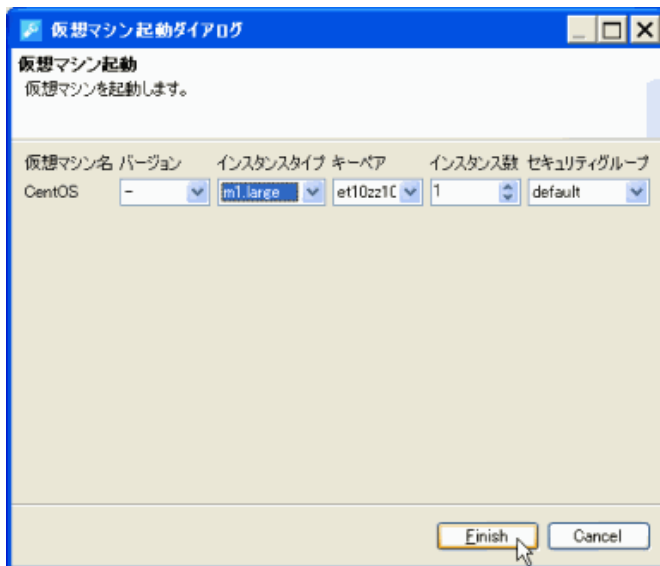 仮想マシン起動ダイアログ
仮想マシン起動
仮想マシンを起動します。
仮想マシン名 バージョン インスタンスタイプ キーペア インスタンス数 セキュリティグループ
CentOS - m1.large et10zz10 1 default
Finish Cancel